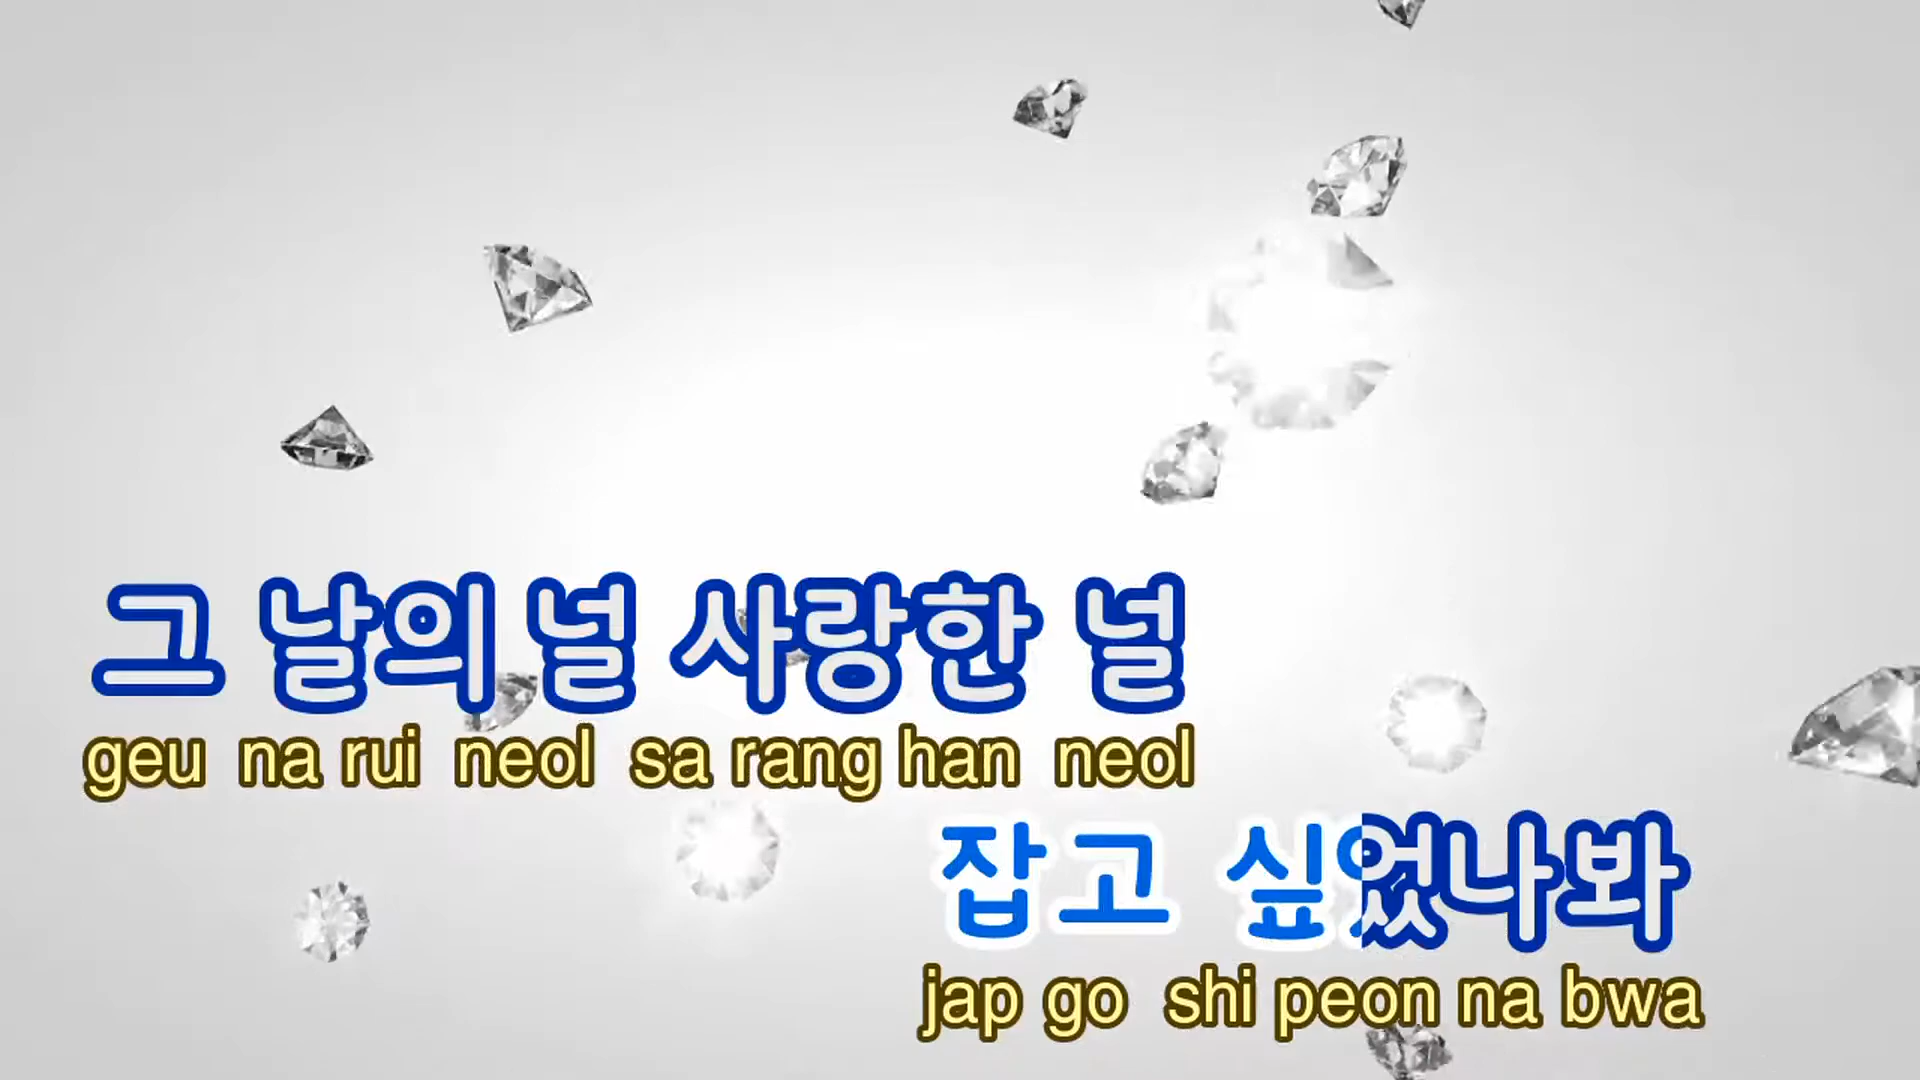 그 날의 널 사랑한 널
geu na rui neol sa rang han neol
잡고 싶었나봐
jap go shi peon na bwa